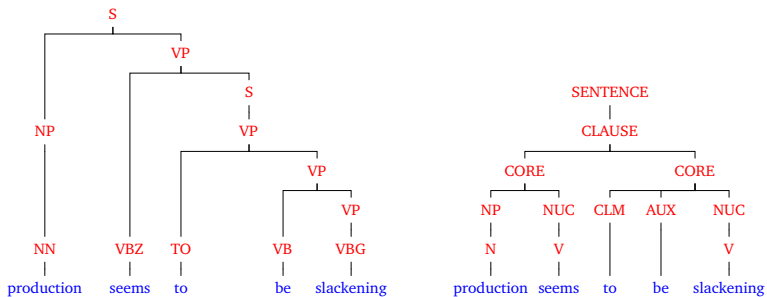 S
VP
S
SENTENCE
NP VP CLAUSE
VP CORE CORE
VP NP NUC CLM AUX NUC
NN VBZ TO VB VBG N V V
production seems to be slackening production seems to be slackening